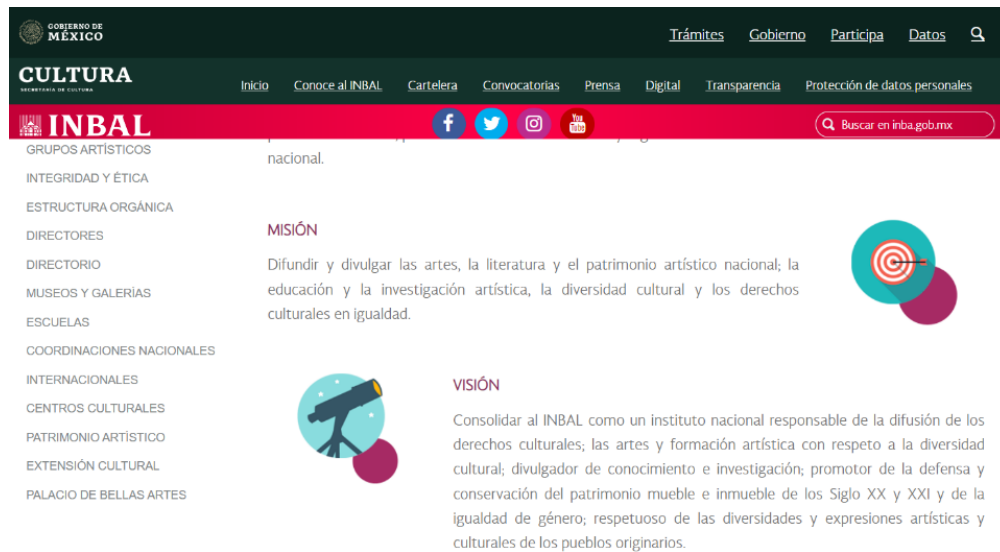 GOBIERNO DE
MÉXICO
Trámites Gobierno Participa Datos
CULTURA
SECRETARÍA DE CULTURA
Inicio Conoce al INBAL Cartelera Convocatorias Prensa Digital Transparencia Protección de datos personales
INBAL
You
Tube
Buscar en inba.gob.mx
GRUPOS ARTÍSTICOS
INTEGRIDAD Y ÉTICA
ESTRUCTURA ORGÁNICA
DIRECTORES
DIRECTORIO
MUSEOS Y GALERÍAS
ESCUELAS
COORDINACIONES NACIONALES
INTERNACIONALES
CENTROS CULTURALES
PATRIMONIO ARTÍSTICO
EXTENSIÓN CULTURAL
PALACIO DE BELLAS ARTES
nacional.
MISIÓN
Difundir y divulgar las artes, la literatura y el patrimonio artístico nacional; la
educación y la investigación artística, la diversidad cultural y los derechos
culturales en igualdad.
VISIÓN
Consolidar al INBAL como un instituto nacional responsable de la difusión de los
derechos culturales; las artes y formación artística con respeto a la diversidad
cultural; divulgador de conocimiento e investigación; promotor de la defensa y
conservación del patrimonio mueble e inmueble de los Siglo XX y XXI y de la
igualdad de género; respetuoso de las diversidades y expresiones artísticas y
culturales de los pueblos originarios.